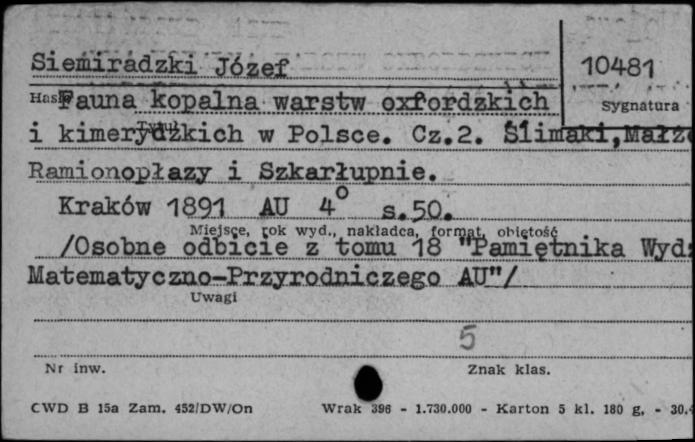 Siemiradzki Józef
10481
Hasło
Sygnatura
Fauna kopalna warstw oxfordzkich
i kimerydzkich w Polsce. Cz.2. Ślimaki,
Tytuł
Ramionopłazy i Szkarłupnie.
Kraków 1891 AU 4° s.50.
Miejsce, rok wyd., nakładca, format, objętość
/Osobne odbicie z tomu 18 "Pamiętnika
Matematyczno-Przyrodniczego AU"/
Uwagi
5
Nr inw.
Znak klas.
CWD B 15a Zam. 452/DW/On
Wrak 396 - 1.730.000 - Karton 5 kl. 180 g. -